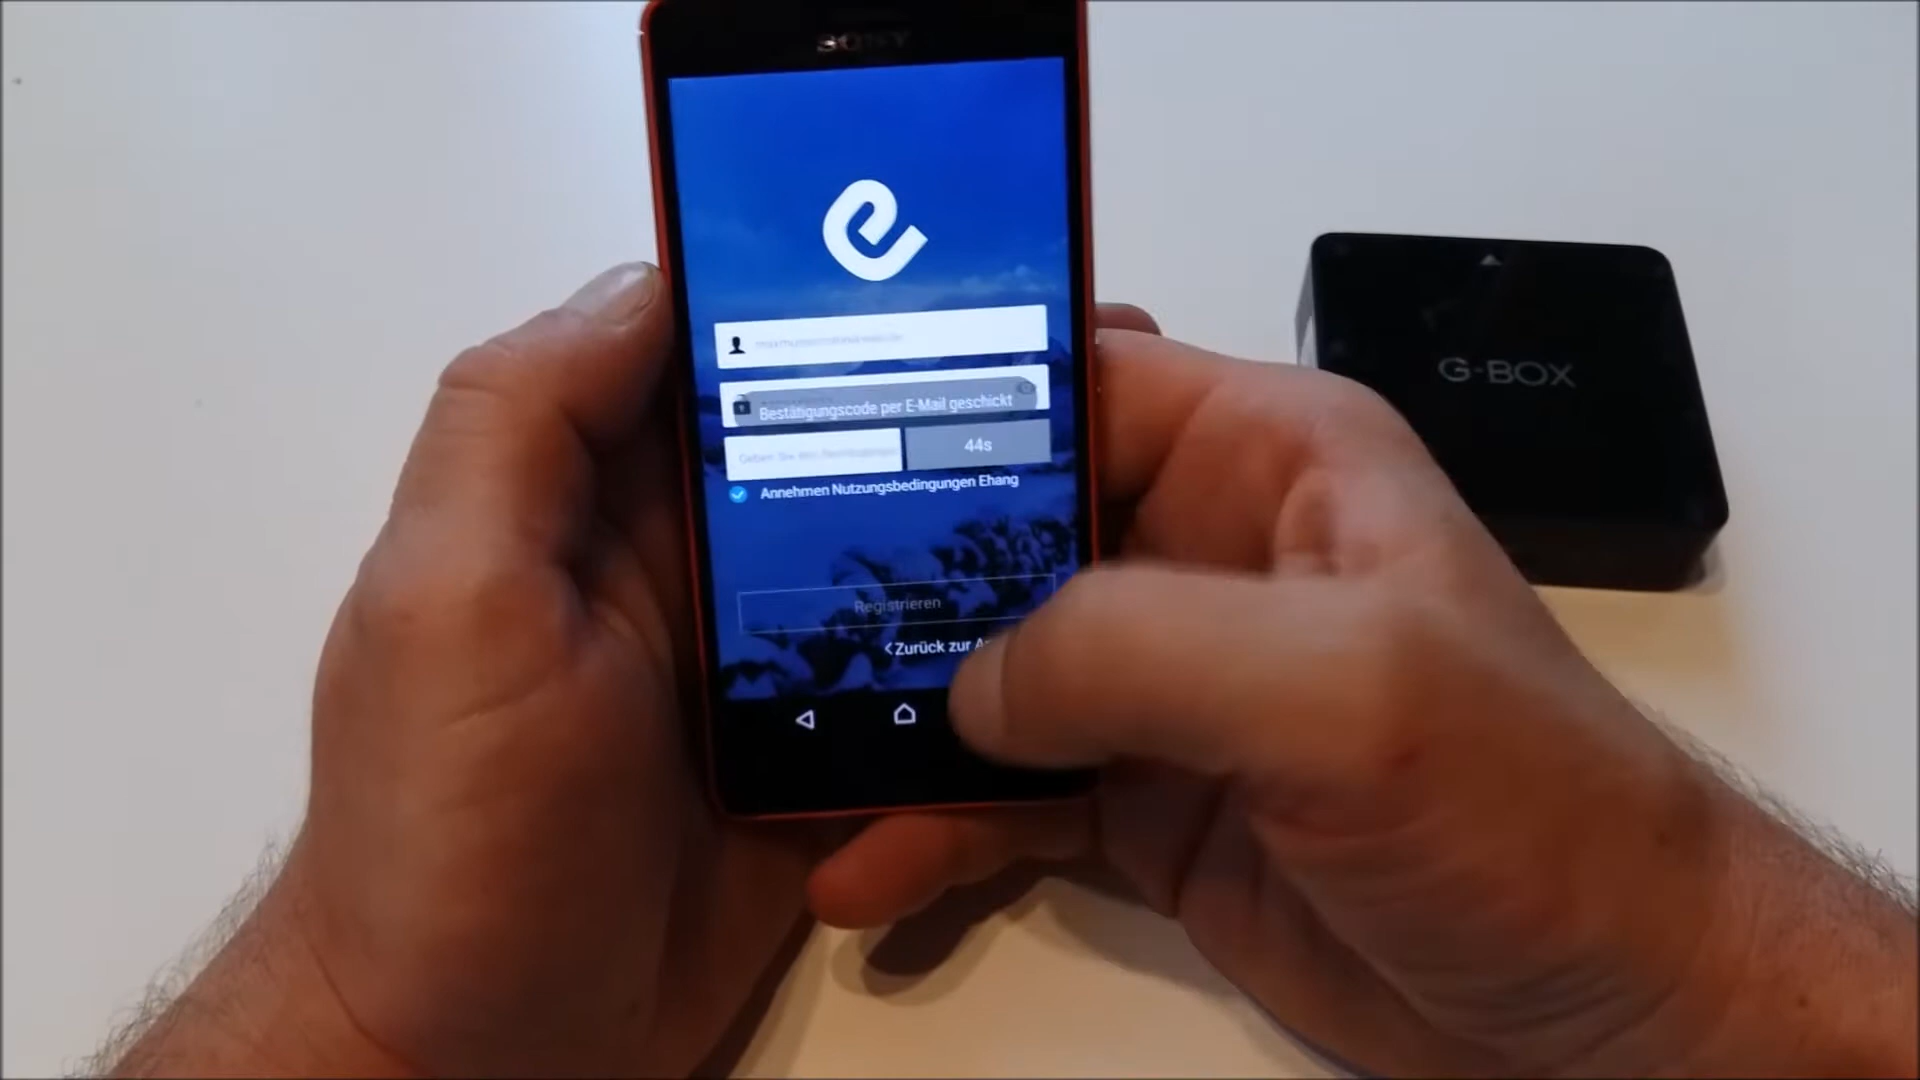 SONY
Bestätigungscode per E-Mail geschickt
44s
Annehmen Nutzungsbedingungen Ehang
Registrieren
<Zurück zur
G-BOX